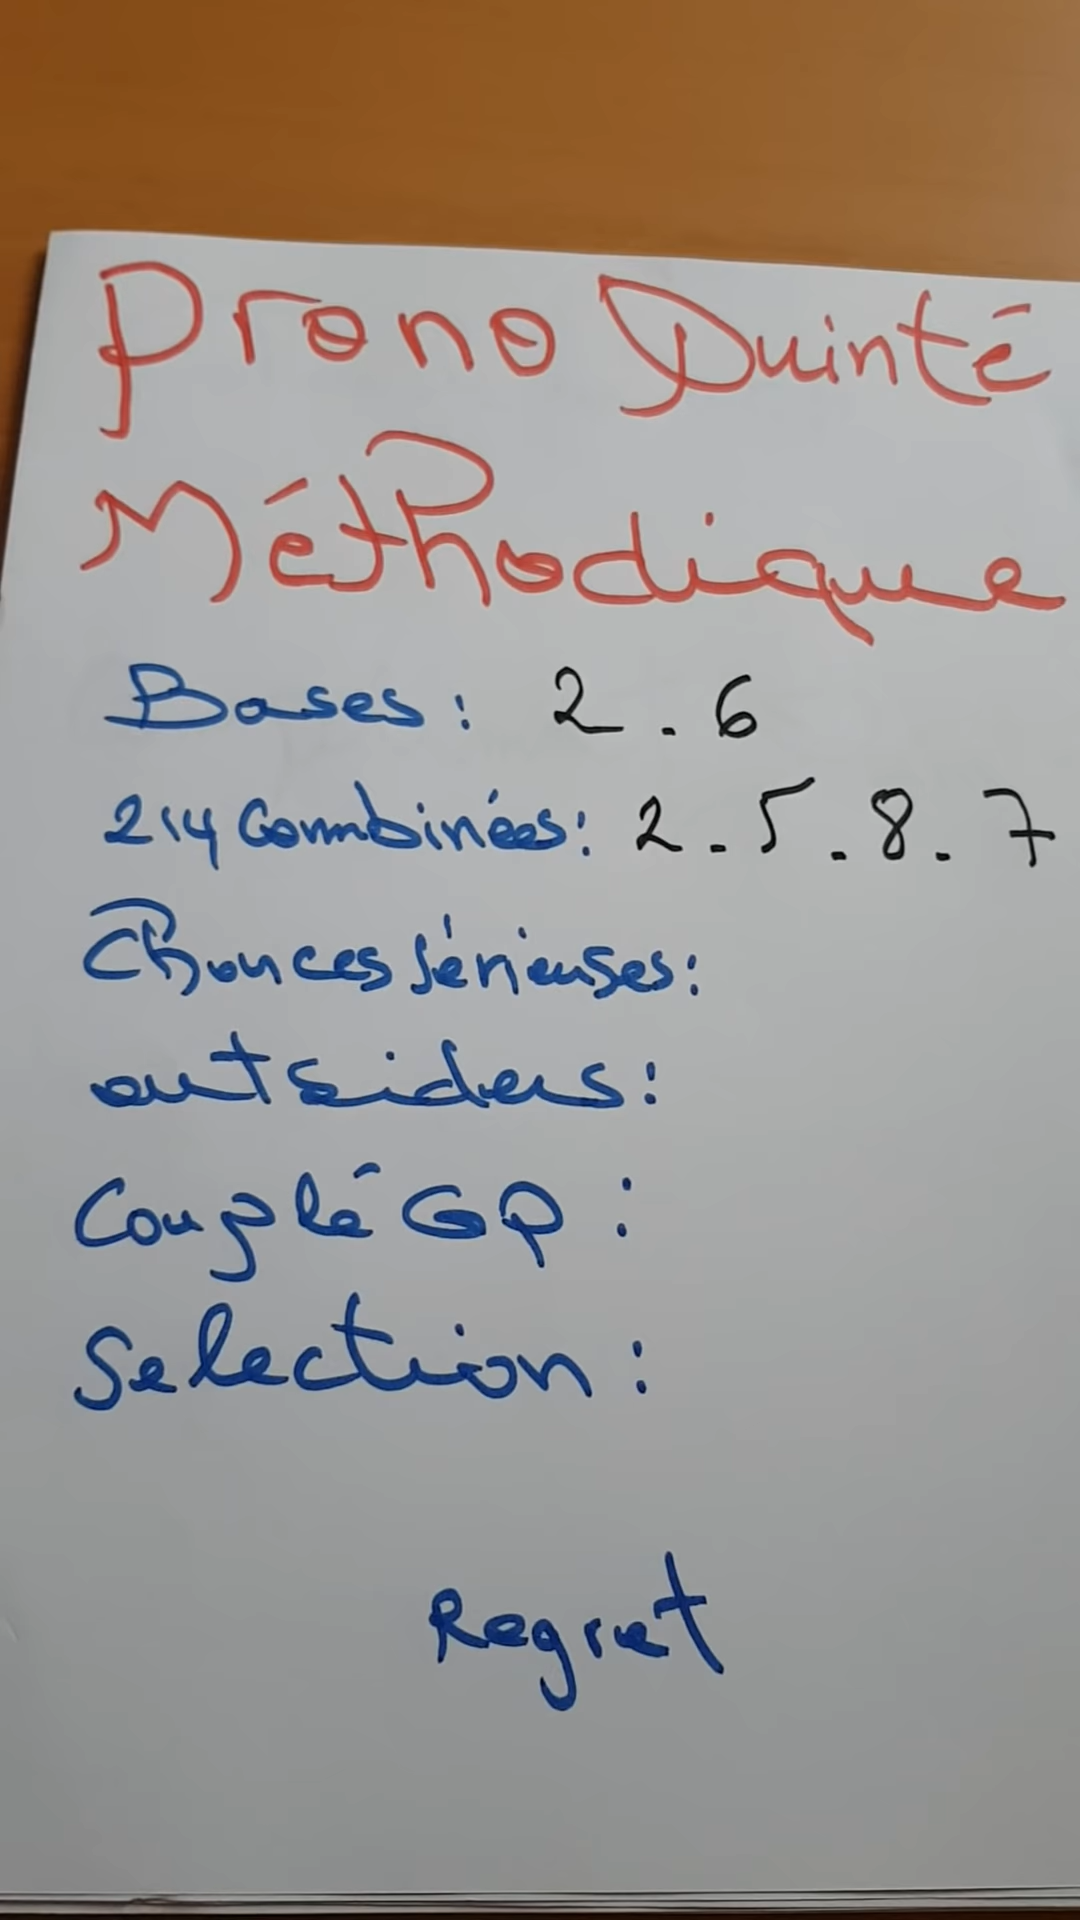 Prono Quinté
Méthodique
Bases: 2. 6
2/4 Combinées: 2. 5. 8. 7
Chances sérieuses:
outsiders:
Couplé GP:
Selection:
Regret